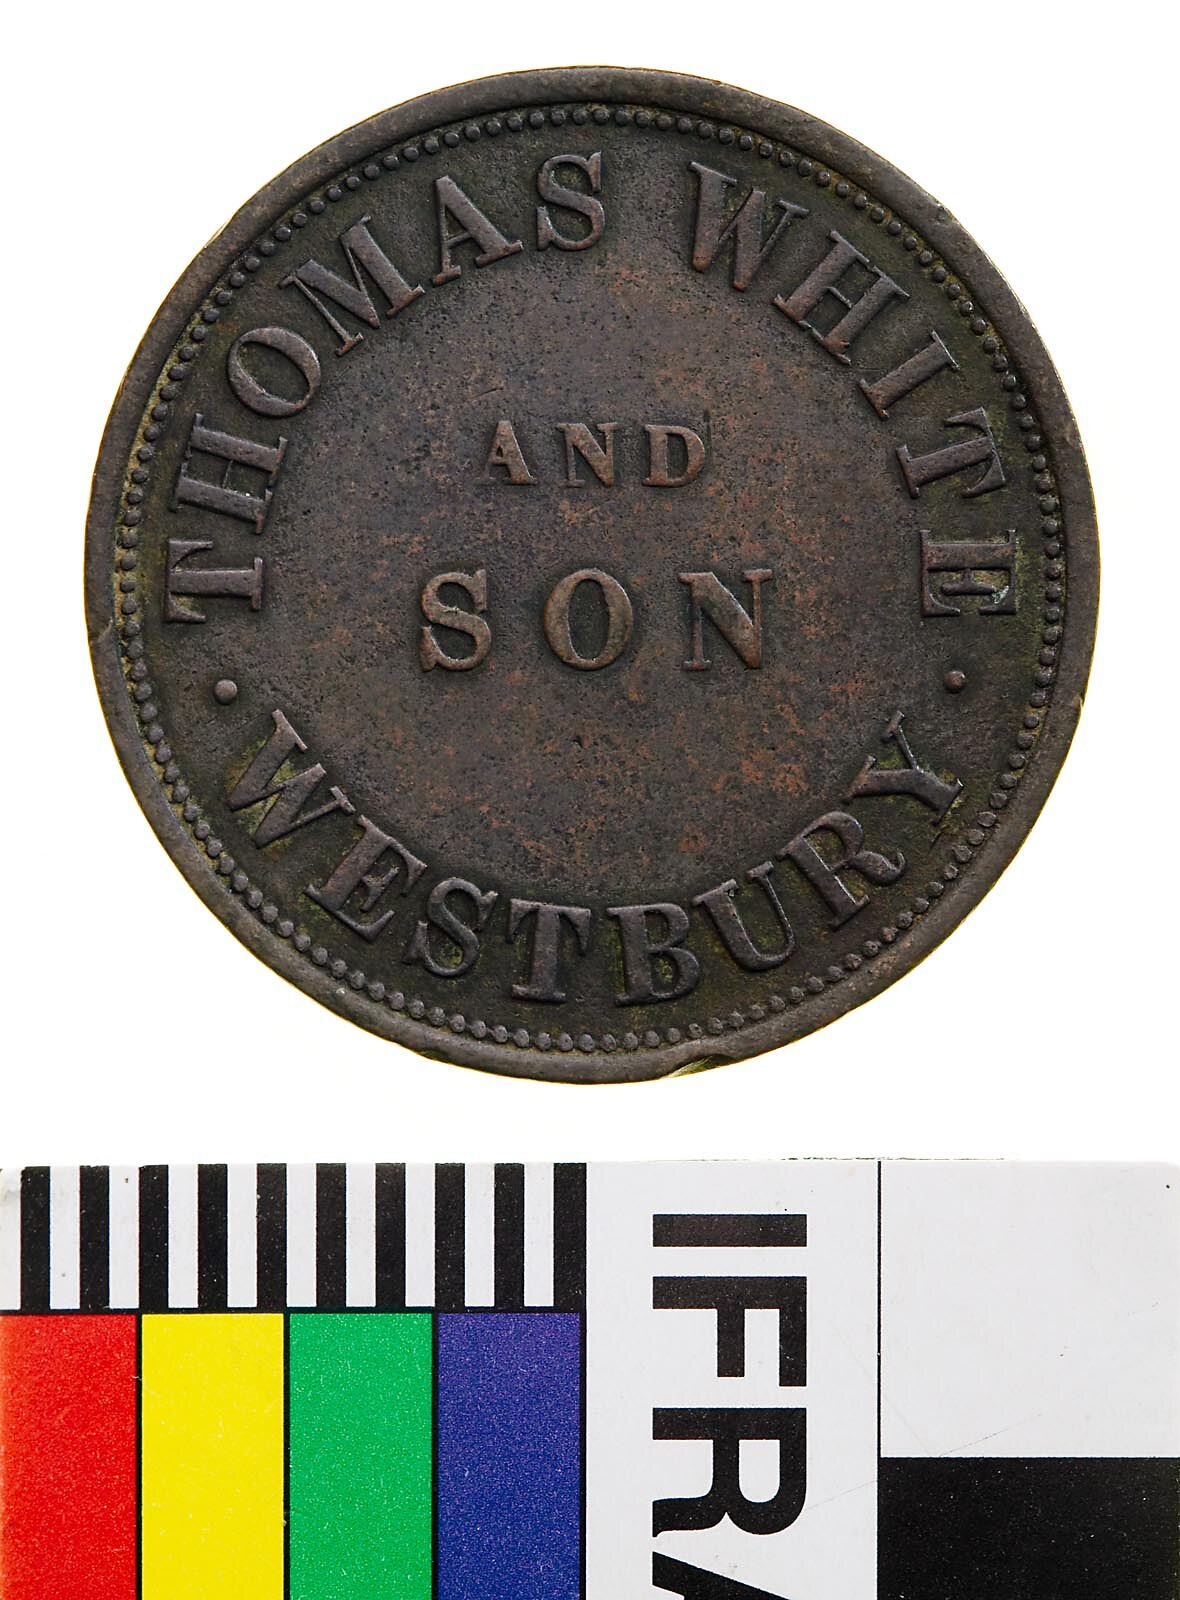 THOMAS WHITE
AND
SON
· WESTBURY ·
IFRA